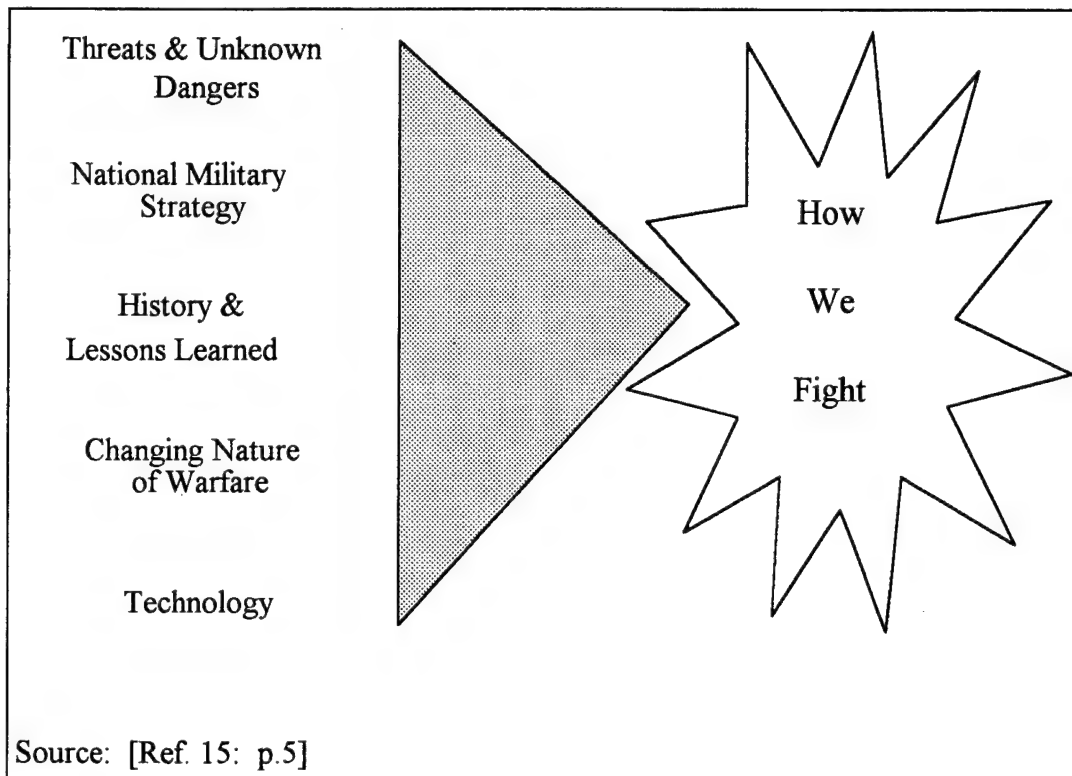 Threats & Unknown
Dangers
National Military
Strategy
History &
Lessons Learned
Changing Nature
of Warfare
Technology
How
We
Fight
Source: [Ref. 15: p.5]